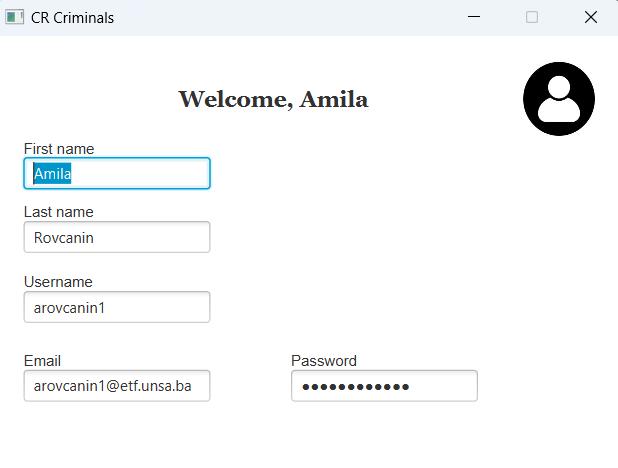 CR Criminals
Welcome, Amila
First name
Amila
Last name
Rovcanin
Username
arovcanin1
Email
Password
arovcanin1@etf.unsa.ba
●●●●●●●●●●●●